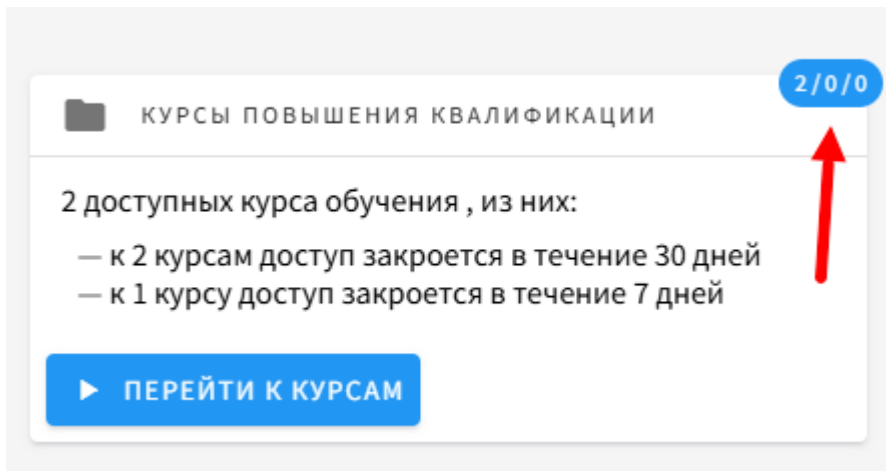 2/0/0
КУРСЫ ПОВЫШЕНИЯ КВАЛИФИКАЦИИ
2 доступных курса обучения , из них:
— к 2 курсам доступ закроется в течение 30 дней
— к 1 курсу доступ закроется в течение 7 дней
ПЕРЕЙТИ К КУРСАМ